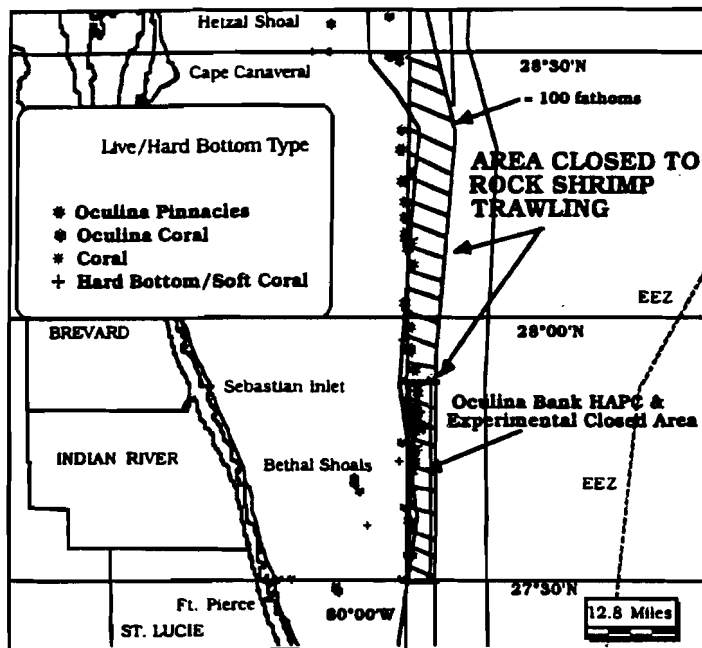 Hetzal Shoal
28°30'N
Cape Canaveral
= 100 fathoms
Live/Hard Bottom Type
Oculina Pinnacles
Oculina Coral
Coral
+ Hard Bottom/Soft Coral
AREA CLOSED TO
ROCK SHRIMP
TRAWLING
EEZ
BREVARD
28°00'N
Sebastian Inlet
Oculina Bank HAPC &
Experimental Closed Area
INDIAN RIVER
Bethal Shoals
EEZ
27°30'N
Ft. Pierce
80°00'W
12.8 Miles
ST. LUCIE